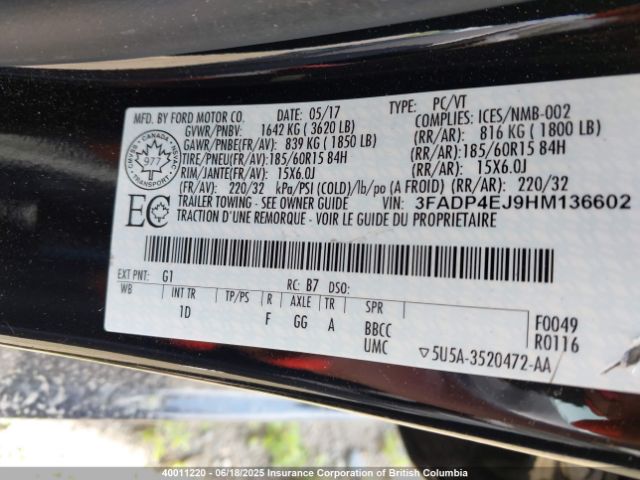 MFD. BY FORD MOTOR CO. DATE: 05/17 TYPE: PC/VT
GVWR/PNBV: 1642 KG ( 3620 LB) COMPLIES: ICES/NMB-002
GAWR/PNBE(FR/AV): 839 KG ( 1850 LB) (RR/AR): 816 KG ( 1800 LB)
TIRE/PNEU(FR/AV): 185/60R15 84H (RR/AR): 185/60R15 84H
RIM/JANTE(FR/AV): 15X6.0J (RR/AR): 15X6.0J
(FR/AV): 220/32 kPa/PSI (COLD)/lb/po (A FROID) (RR/AR): 220/32
TRAILER TOWING - SEE OWNER GUIDE VIN: 3FADP4EJ9HM136602
TRACTION D'UNE REMORQUE - VOIR LE GUIDE DU PROPRIETAIRE
CANADA
977
TRANSPORT
EC
EXT PNT: G1 RC: B7 DSO:
WB INT TR TP/PS R AXLE TR SPR
1D F GG A BBCC
UMC
F0049
R0116
▽5U5A-3520472-AA
40011220 - 06/18/2025 Insurance Corporation of British Columbia